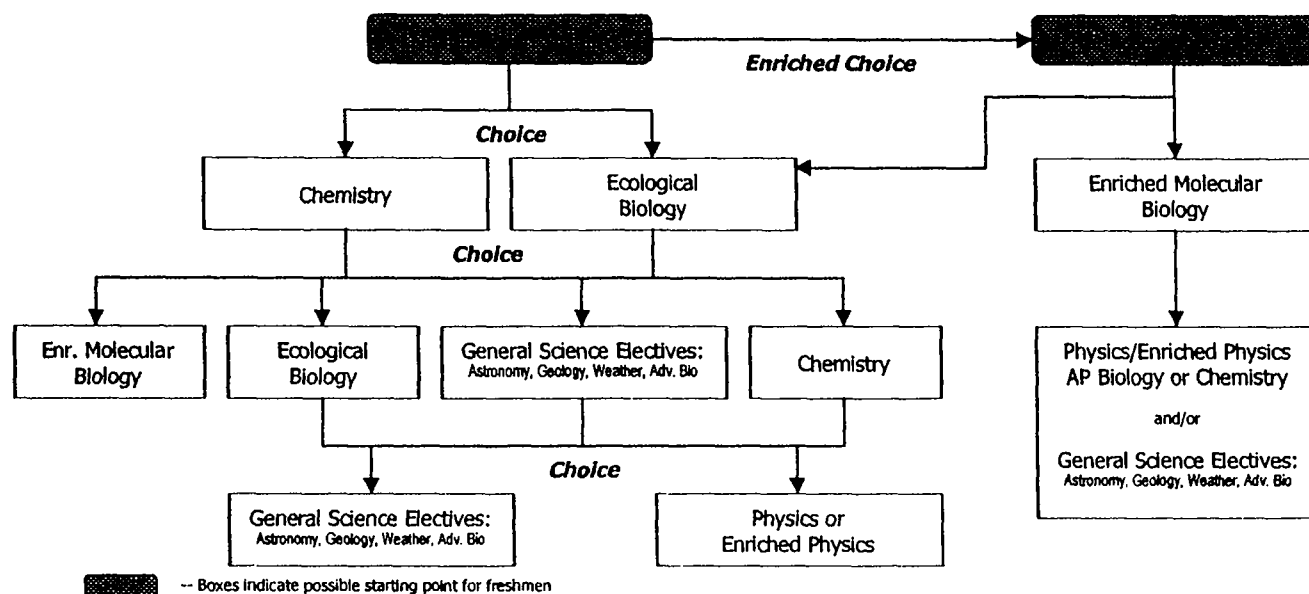 Enriched Choice
Choice
Chemistry
Ecological
Biology
Enriched Molecular
Biology
Choice
Enr. Molecular
Biology
Ecological
Biology
General Science Electives:
Astronomy, Geology, Weather, Adv. Bio
Chemistry
Physics/Enriched Physics
AP Biology or Chemistry
and/or
General Science Electives:
Astronomy, Geology, Weather, Adv. Bio
Choice
General Science Electives:
Astronomy, Geology, Weather, Adv. Bio
Physics or
Enriched Physics
-- Boxes indicate possible starting point for freshmen